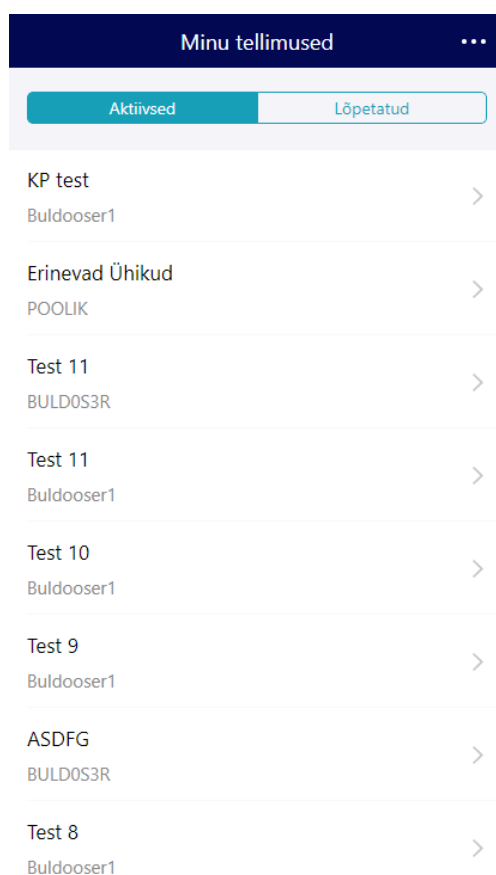 Minu tellimused
Aktiivsed
Lõpetatud
KP test
Buldooser1
Erinevad Ühikud
POOLIK
Test 11
BULD0S3R
Test 11
Buldooser1
Test 10
Buldooser1
Test 9
Buldooser1
ASDFG
BULD0S3R
Test 8
Buldooser1